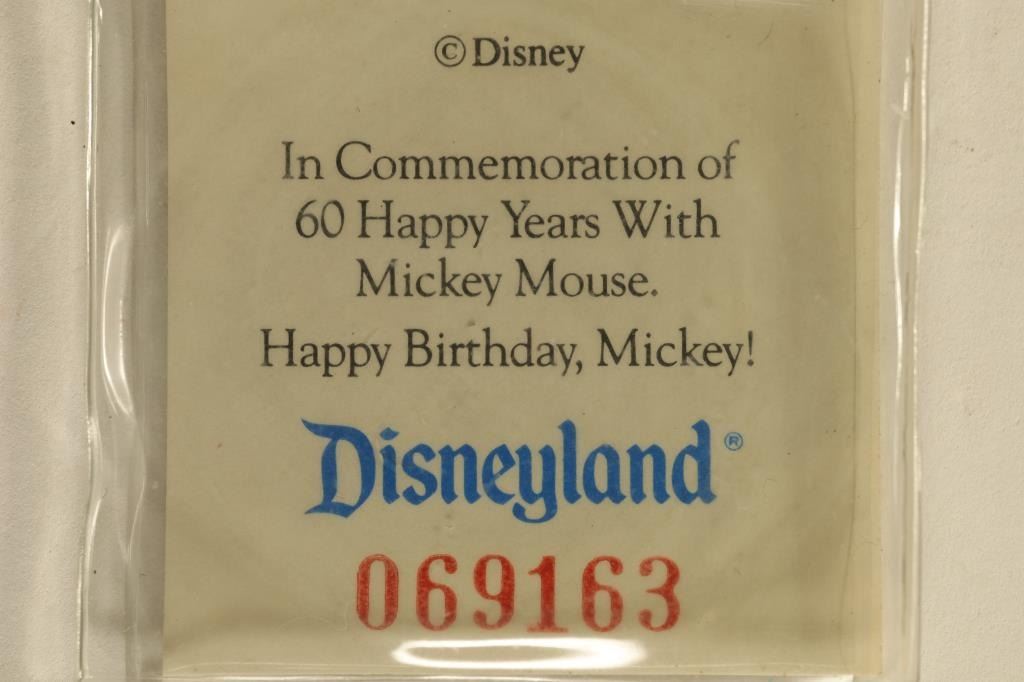 © Disney
In Commemoration of
60 Happy Years With
Mickey Mouse.
Happy Birthday, Mickey!
Disneyland®
069163